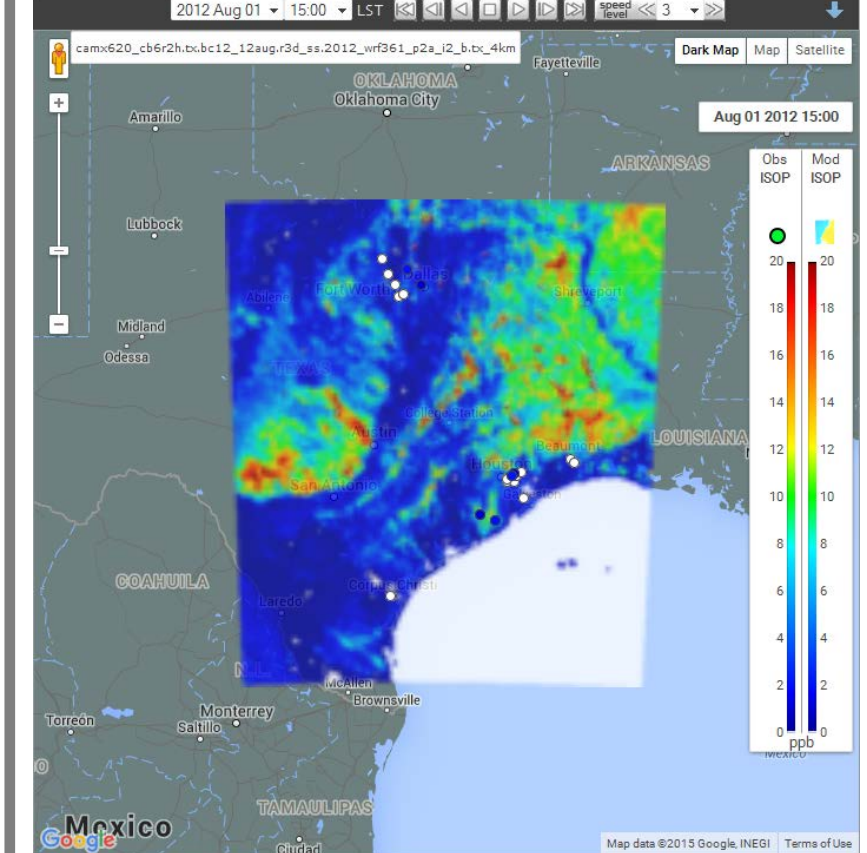 2012 Aug 01 15:00 LST speed level 3
camx620_cb6r2h.tx.bc12_12aug.r3d_ss.2012_wrf361_p2a_i2_b.tx_4km
Dark Map Map Satellite
Fayetteville
OKLAHOMA
Oklahoma City
Amarillo
Aug 01 2012 15:00
ARKANSAS
Obs ISOP
Mod ISOP
Lubbock
20 20
18 18
16 16
14 14
12 12
10 10
8 8
6 6
4 4
2 2
0 0
ppb
Dallas
Fort Worth
Abilene
Shreveport
Midland
Odessa
TEXAS
College Station
Austin
LOUISIANA
Beaumont
Houston
San Antonio
Galveston
COAHUILA
Corpus Christi
Laredo
N.L.
McAllen
Brownsville
Monterrey
Torreón
Saltillo
Mexico
TAMAULIPAS
Mexico
Google
Ciudad
Map data ©2015 Google, INEGI Terms of Use